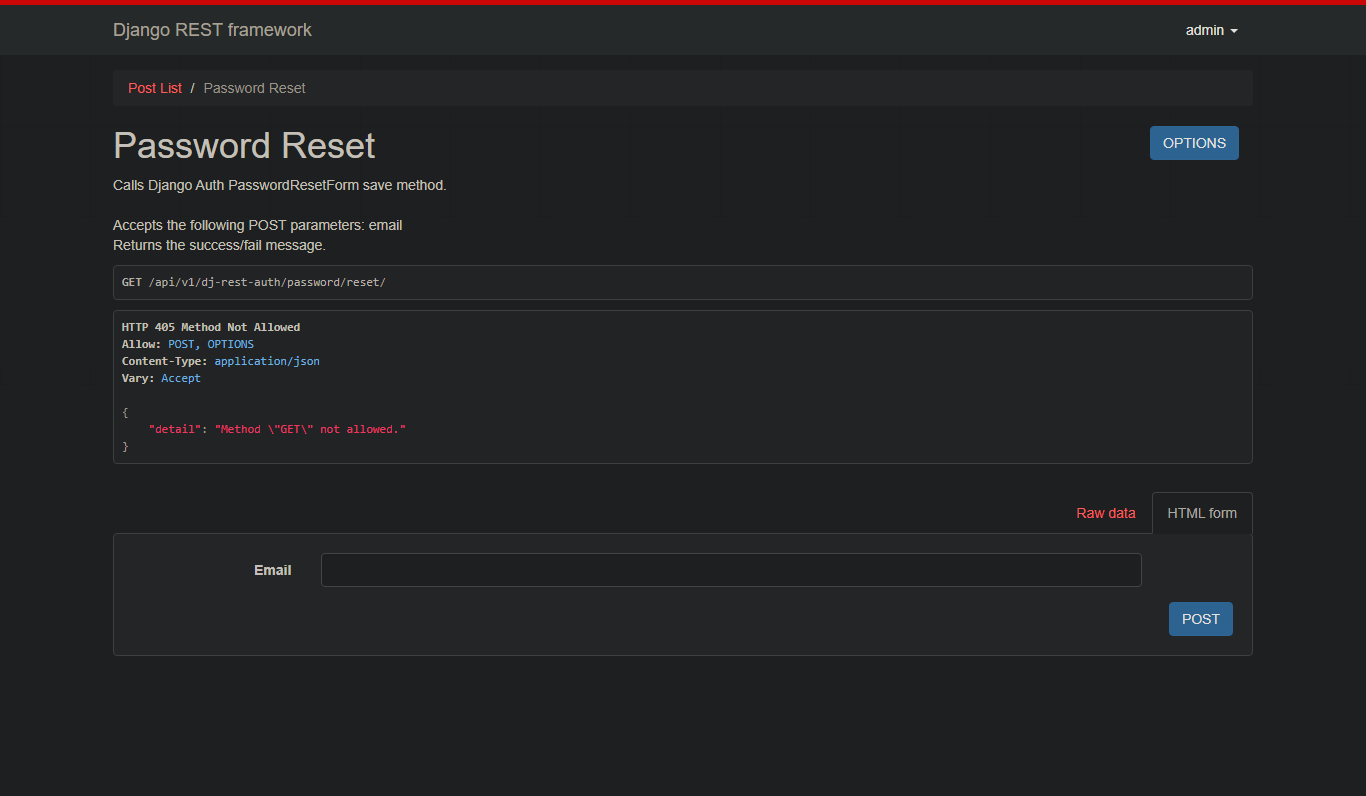 Django REST framework
admin
Post List / Password Reset
Password Reset
OPTIONS
Calls Django Auth PasswordResetForm save method.
Accepts the following POST parameters: email
Returns the success/fail message.
GET /api/v1/dj-rest-auth/password/reset/
HTTP 405 Method Not Allowed
Allow: POST, OPTIONS
Content-Type: application/json
Vary: Accept
{
    "detail": "Method \"GET\" not allowed."
}
Raw data
HTML form
Email
POST